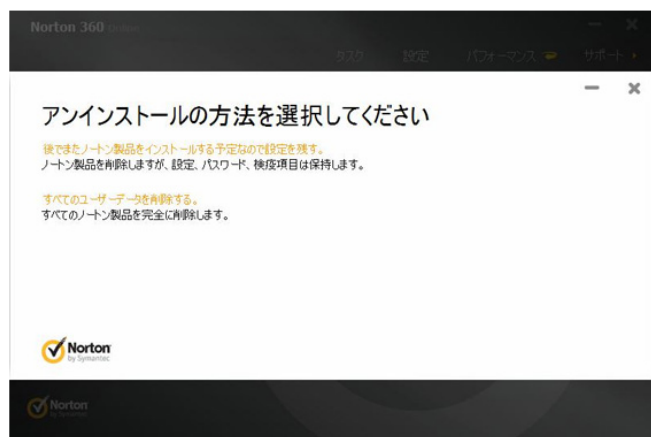 Norton 360
タスク 設定 パフォーマンス サポート
アンインストールの方法を選択してください
後でまたノートン製品をインストールする予定なので設定を残す。
ノートン製品を削除しますが、設定、パスワード、検疫項目は保持します。
すべてのユーザーデータを削除する。
すべてのノートン製品を完全に削除します。
Norton
by Symantec
Norton
by Symantec